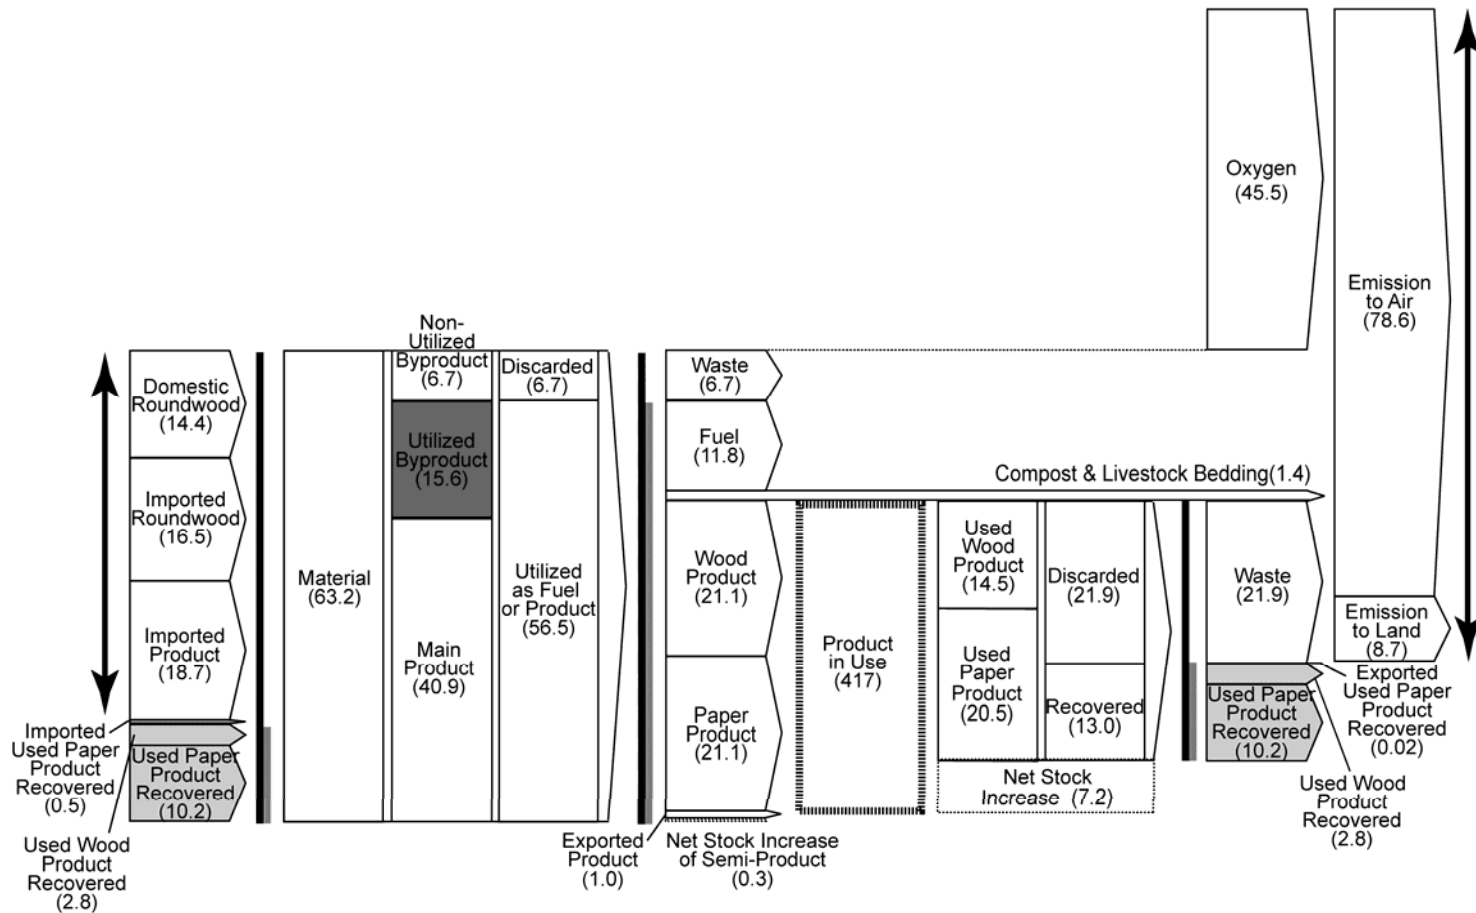 Domestic
Roundwood
(14.4)
Imported
Roundwood
(16.5)
Imported
Product
(18.7)
Imported
Used Paper
Product
Recovered
(0.5)
Used Wood
Product
Recovered
(2.8)
Used Paper
Product
Recovered
(10.2)
Material
(63.2)
Non-
Utilized
Byproduct
(6.7)
Utilized
Byproduct
(15.6)
Main
Product
(40.9)
Discarded
(6.7)
Utilized
as Fuel
or Product
(56.5)
Waste
(6.7)
Fuel
(11.8)
Compost & Livestock Bedding(1.4)
Wood
Product
(21.1)
Paper
Product
(21.1)
Exported
Product
(1.0)
Net Stock Increase
of Semi-Product
(0.3)
Product
in Use
(417)
Used
Wood
Product
(14.5)
Used
Paper
Product
(20.5)
Discarded
(21.9)
Recovered
(13.0)
Net Stock
Increase (7.2)
Oxygen
(45.5)
Waste
(21.9)
Used Paper
Product
Recovered
(10.2)
Emission
to Air
(78.6)
Emission
to Land
(8.7)
Exported
Used Paper
Product
Recovered
(0.02)
Used Wood
Product
Recovered
(2.8)